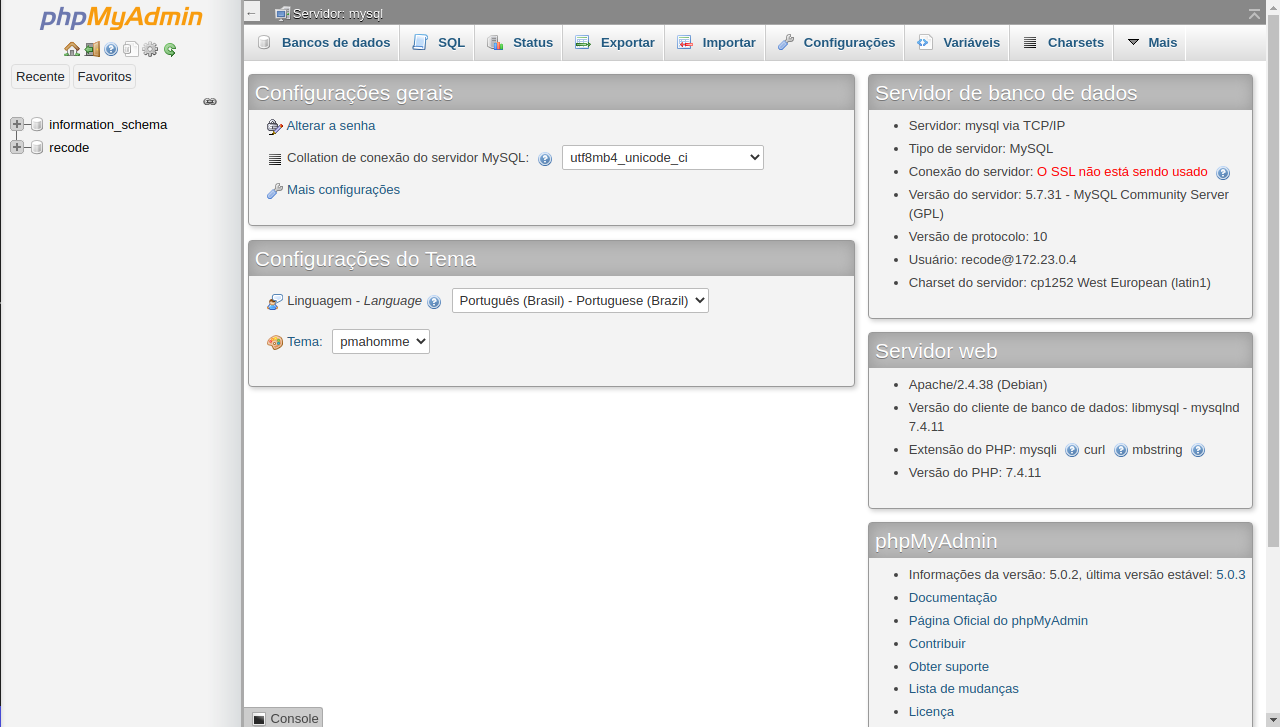 phpMyAdmin
Recente Favoritos
information_schema
recode
← Servidor: mysql
Bancos de dados SQL Status Exportar Importar Configurações Variáveis Charsets Mais
Configurações gerais
Alterar a senha
Collation de conexão do servidor MySQL: utf8mb4_unicode_ci
Mais configurações
Configurações do Tema
Linguagem - Language Português (Brasil) - Portuguese (Brazil)
Tema: pmahomme
Servidor de banco de dados
• Servidor: mysql via TCP/IP
• Tipo de servidor: MySQL
• Conexão do servidor: O SSL não está sendo usado
• Versão do servidor: 5.7.31 - MySQL Community Server
(GPL)
• Versão de protocolo: 10
• Usuário: recode@172.23.0.4
• Charset do servidor: cp1252 West European (latin1)
Servidor web
• Apache/2.4.38 (Debian)
• Versão do cliente de banco de dados: libmysql - mysqlnd
7.4.11
• Extensão do PHP: mysqli curl mbstring
• Versão do PHP: 7.4.11
phpMyAdmin
• Informações da versão: 5.0.2, última versão estável: 5.0.3
• Documentação
• Página Oficial do phpMyAdmin
• Contribuir
• Obter suporte
• Lista de mudanças
• Licença
Console